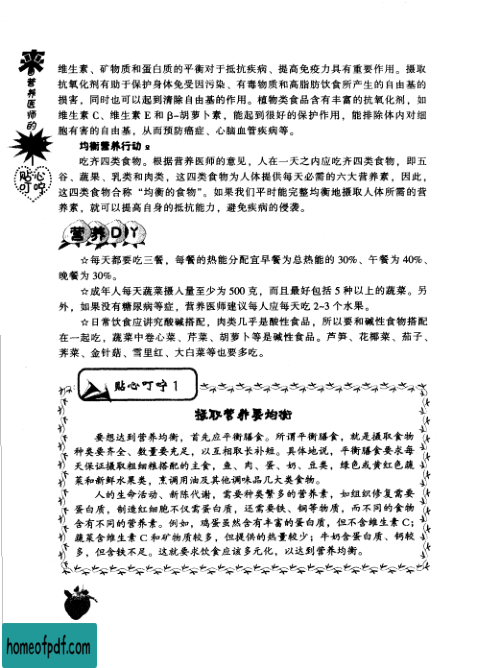 来自营养医师的
贴心叮咛
维生素、矿物质和蛋白质的平衡对于抵抗疾病、提高免疫力具有重要作用。摄取
抗氧化剂有助于保护身体免受因污染、有毒物质和高脂肪饮食所产生的自由基的
损害，同时也可以起到清除自由基的作用。植物类食品含有丰富的抗氧化剂，如
维生素 C、维生素 E 和 β-胡萝卜素，能起到很好的保护作用，能排除体内对细
胞有害的自由基，从而预防癌症、心脑血管疾病等。
均衡营养行动 2
吃齐四类食物。根据营养医师的意见，人在一天之内应吃齐四类食物，即五
谷、蔬果、乳类和肉类，这四类食物为人体提供每天必需的六大营养素，因此，
这四类食物合称“均衡的食物”。如果我们平时能完整均衡地摄取人体所需的营
养素，就可以提高自身的抵抗能力，避免疾病的侵袭。
营养DIY
☆每天都要吃三餐，每餐的热能分配宜早餐为总热能的 30%、午餐为 40%、
晚餐为 30%。
☆成年人每天蔬菜摄入量至少为 500 克，而且最好包括 5 种以上的蔬菜。另
外，如果没有糖尿病等症，营养医师建议每人应每天吃 2~3 个水果。
☆日常饮食应讲究酸碱搭配，肉类几乎是酸性食品，所以要和碱性食物搭配
在一起吃，蔬菜中卷心菜、芹菜、胡萝卜等是碱性食品。芦笋、花椰菜、茄子、
荠菜、金针菇、雪里红、大白菜等也要多吃。
贴心叮咛 1
摄取营养要均衡
要想达到营养均衡，首先应平衡膳食。所谓平衡膳食，就是摄取食物
种类要齐全、数量要充足，以互相取长补短。具体地说，平衡膳食要求每
天保证摄取粗细粮搭配的主食，鱼、肉、蛋、奶、豆类，绿色或黄红色蔬
菜和新鲜水果类，烹调用油及其他调味品几大类食物。
人的生命活动、新陈代谢，需要种类繁多的营养素，如组织修复需要
蛋白质，制造红细胞不仅需蛋白质，还需要铁、铜等物质，而不同的食物
含有不同的营养素。例如，鸡蛋虽然含有丰富的蛋白质，但不含维生素 C；
蔬菜含维生素 C 和矿物质较多，但提供的热量较少；牛奶含蛋白质、钙较
多，但含铁不足。这就要求饮食应该多元化，以达到营养均衡。
homeofpdf.com